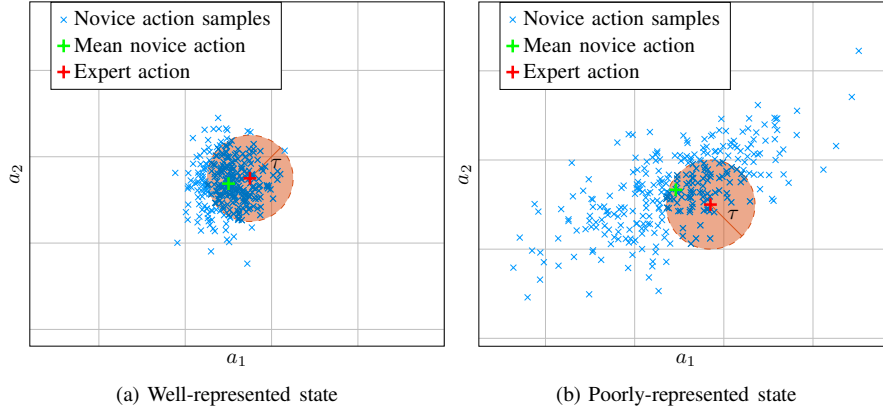 Novice action samples
Mean novice action
Expert action
τ
a₂
a₁
(a) Well-represented state
Novice action samples
Mean novice action
Expert action
τ
a₂
a₁
(b) Poorly-represented state